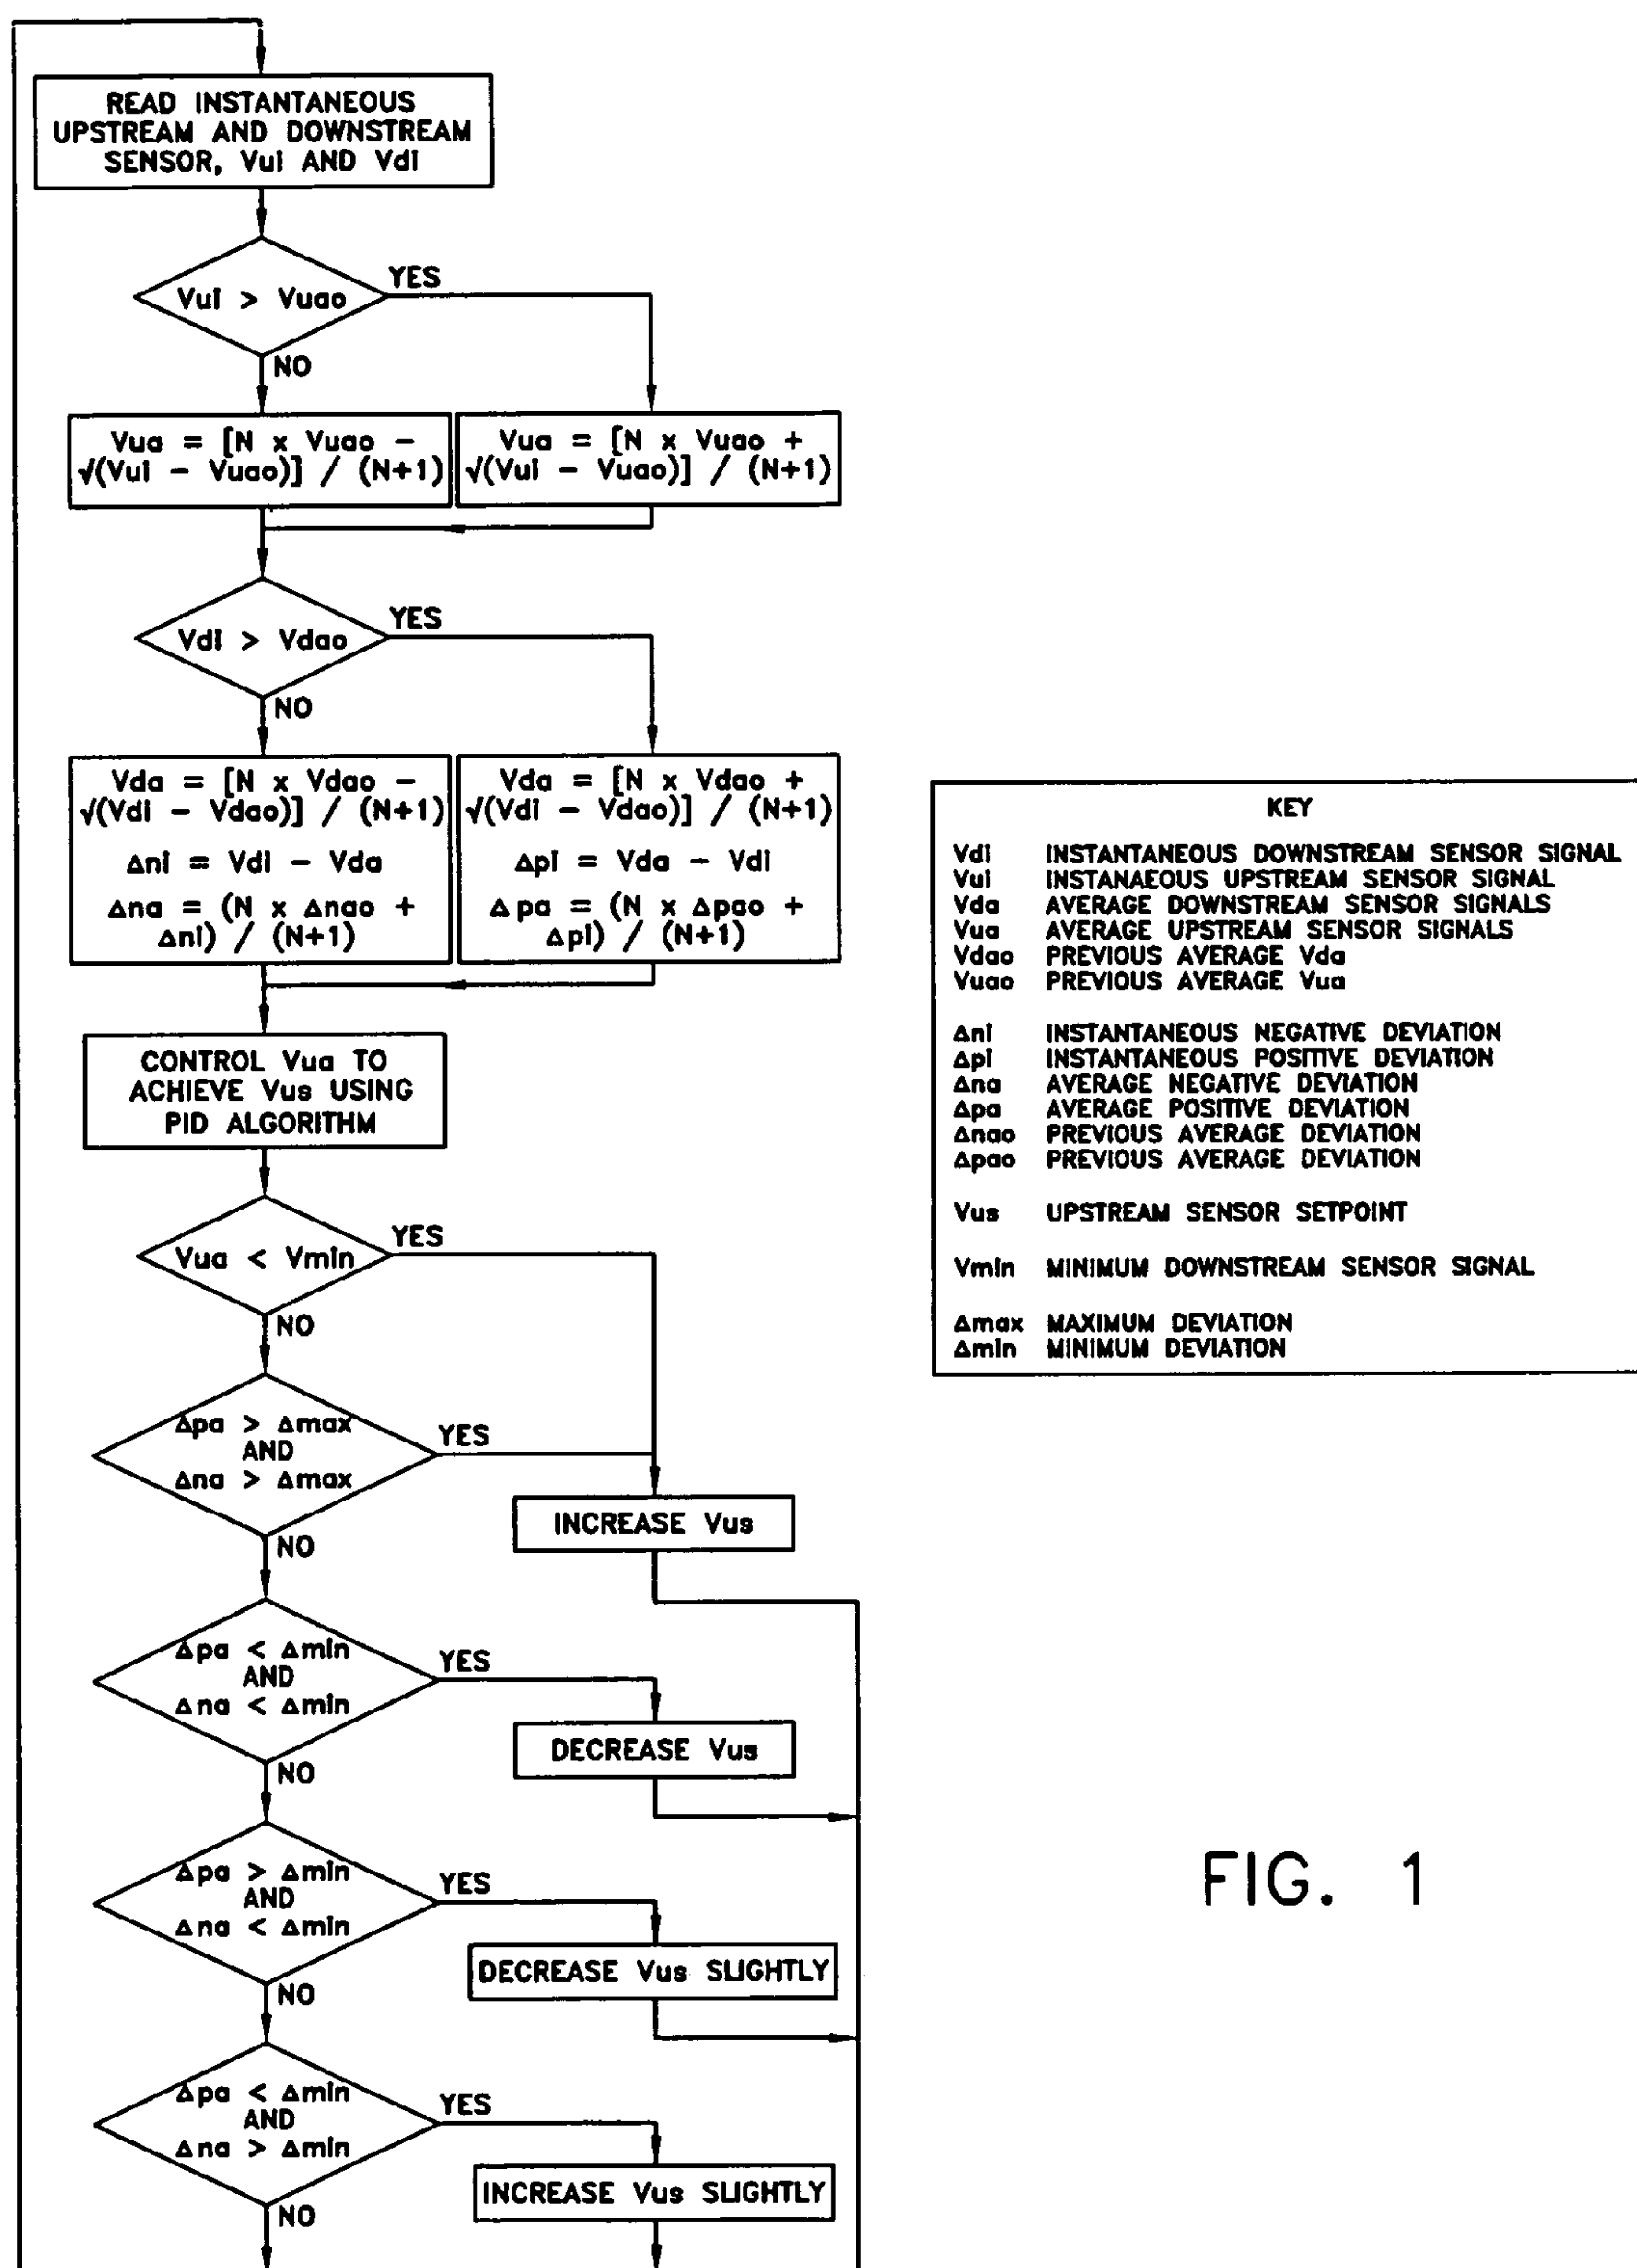 READ INSTANTANEOUS
UPSTREAM AND DOWNSTREAM
SENSOR, Vui AND Vdi
Vui > Vuao
YES
NO
Vua = [N x Vuao -
√(Vui - Vuao)] / (N+1)
Vua = [N x Vuao +
√(Vui - Vuao)] / (N+1)
Vdi > Vdao
YES
NO
Vda = [N x Vdao -
√(Vdi - Vdao)] / (N+1)
Δni = Vdi - Vda
Δna = (N x Δnao +
Δni) / (N+1)
Vda = [N x Vdao +
√(Vdi - Vdao)] / (N+1)
Δpi = Vda - Vdi
Δpa = (N x Δpao +
Δpi) / (N+1)
CONTROL Vua TO
ACHIEVE Vus USING
PID ALGORITHM
Vua < Vmin
YES
NO
Δpa > Δmax
AND
Δna > Δmax
YES
NO
INCREASE Vus
Δpa < Δmin
AND
Δna < Δmin
YES
NO
DECREASE Vus
Δpa > Δmin
AND
Δna < Δmin
YES
NO
DECREASE Vus SLIGHTLY
Δpa < Δmin
AND
Δna > Δmin
YES
NO
INCREASE Vus SLIGHTLY
KEY
Vdi INSTANTANEOUS DOWNSTREAM SENSOR SIGNAL
Vui INSTANAEOUS UPSTREAM SENSOR SIGNAL
Vda AVERAGE DOWNSTREAM SENSOR SIGNALS
Vua AVERAGE UPSTREAM SENSOR SIGNALS
Vdao PREVIOUS AVERAGE Vda
Vuao PREVIOUS AVERAGE Vua
Δni INSTANTANEOUS NEGATIVE DEVIATION
Δpi INSTANTANEOUS POSITIVE DEVIATION
Δna AVERAGE NEGATIVE DEVIATION
Δpa AVERAGE POSITIVE DEVIATION
Δnao PREVIOUS AVERAGE DEVIATION
Δpao PREVIOUS AVERAGE DEVIATION
Vus UPSTREAM SENSOR SETPOINT
Vmin MINIMUM DOWNSTREAM SENSOR SIGNAL
Δmax MAXIMUM DEVIATION
Δmin MINIMUM DEVIATION
FIG. 1